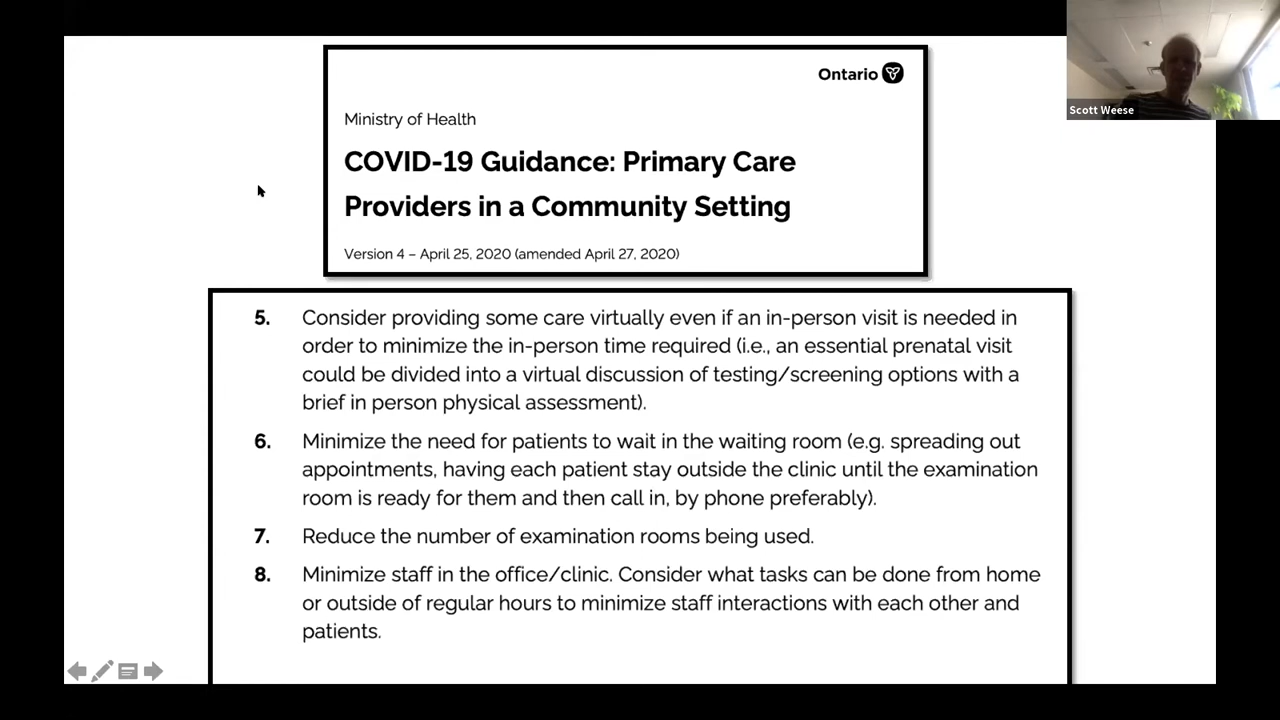 Ontario
Scott Weese
Ministry of Health
COVID-19 Guidance: Primary Care
Providers in a Community Setting
Version 4 – April 25, 2020 (amended April 27, 2020)
5. Consider providing some care virtually even if an in-person visit is needed in
order to minimize the in-person time required (i.e., an essential prenatal visit
could be divided into a virtual discussion of testing/screening options with a
brief in person physical assessment).
6. Minimize the need for patients to wait in the waiting room (e.g. spreading out
appointments, having each patient stay outside the clinic until the examination
room is ready for them and then call in, by phone preferably).
7. Reduce the number of examination rooms being used.
8. Minimize staff in the office/clinic. Consider what tasks can be done from home
or outside of regular hours to minimize staff interactions with each other and
patients.